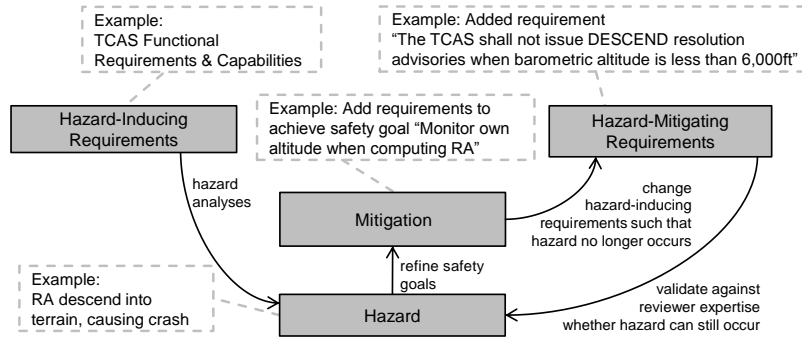 Example:
TCAS Functional
Requirements & Capabilities
Example: Added requirement
“The TCAS shall not issue DESCEND resolution
advisories when barometric altitude is less than 6,000ft”
Hazard-Inducing
Requirements
Example: Add requirements to
achieve safety goal “Monitor own
altitude when computing RA”
Hazard-Mitigating
Requirements
hazard
analyses
Mitigation
change
hazard-inducing
requirements such that
hazard no longer occurs
refine safety
goals
Example:
RA descend into
terrain, causing crash
Hazard
validate against
reviewer expertise
whether hazard can still occur